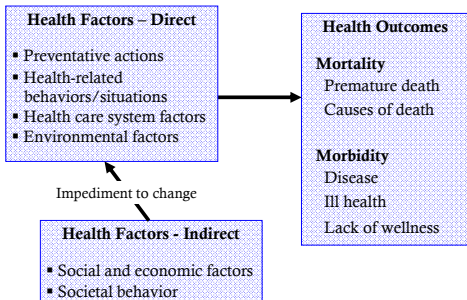 Health Factors – Direct
▪ Preventative actions
▪ Health-related
behaviors/situations
▪ Health care system factors
▪ Environmental factors
Health Outcomes
Mortality
Premature death
Causes of death
Morbidity
Disease
Ill health
Lack of wellness
Impediment to change
Health Factors - Indirect
▪ Social and economic factors
▪ Societal behavior